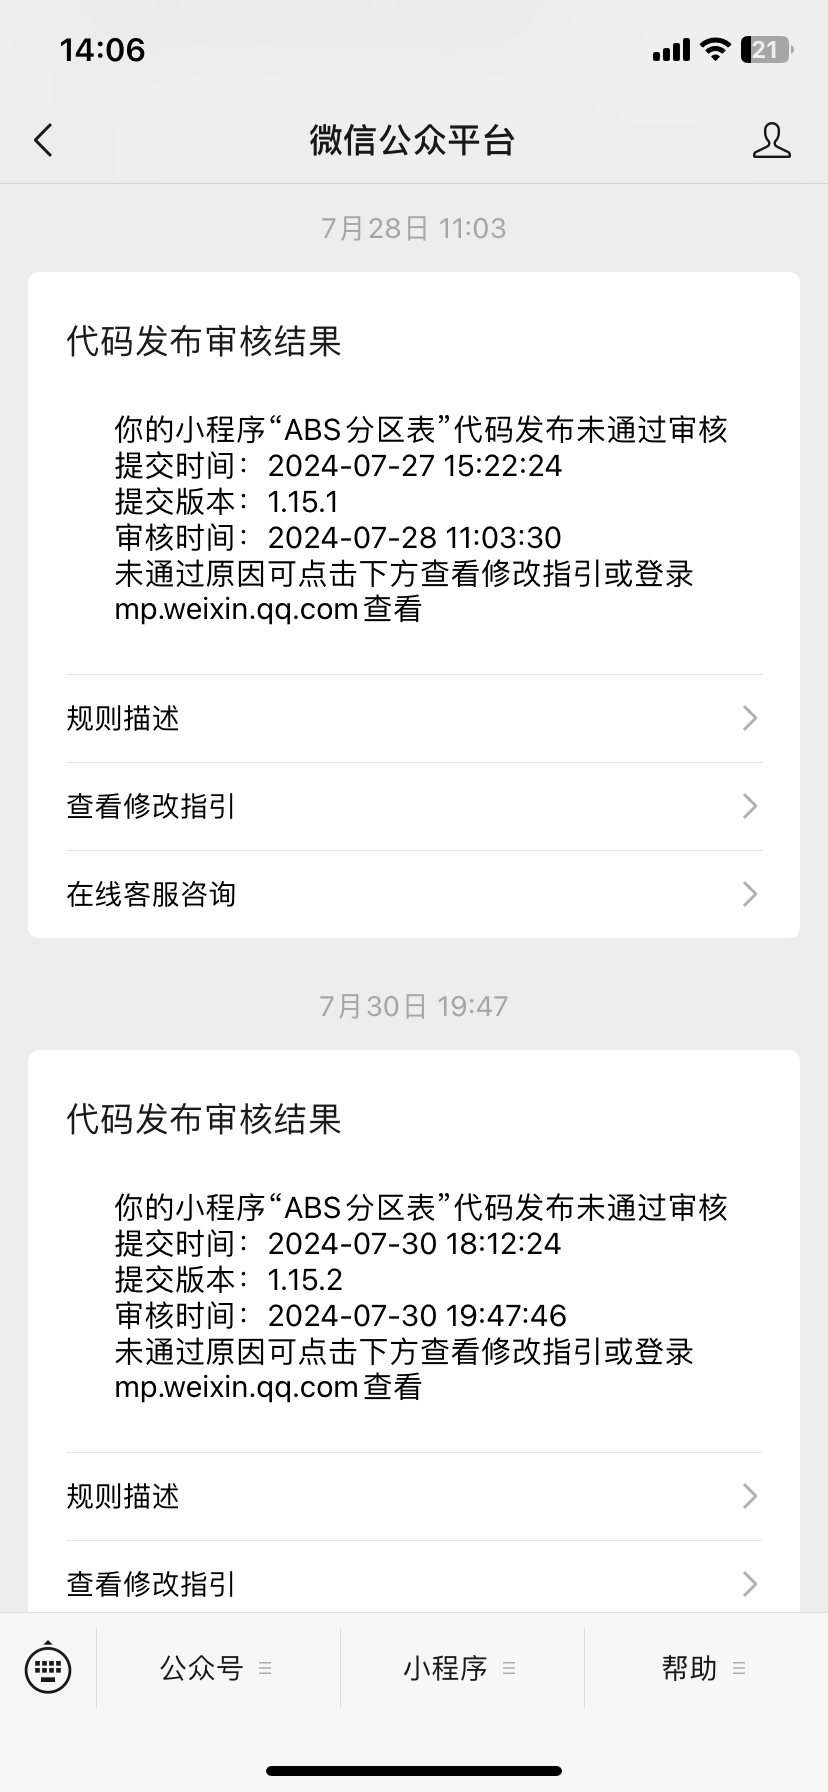 14:06
21
微信公众平台
7月28日 11:03
代码发布审核结果
你的小程序“ABS分区表”代码发布未通过审核
提交时间：2024-07-27 15:22:24
提交版本：1.15.1
审核时间：2024-07-28 11:03:30
未通过原因可点击下方查看修改指引或登录
mp.weixin.qq.com查看
规则描述
查看修改指引
在线客服咨询
7月30日 19:47
代码发布审核结果
你的小程序“ABS分区表”代码发布未通过审核
提交时间：2024-07-30 18:12:24
提交版本：1.15.2
审核时间：2024-07-30 19:47:46
未通过原因可点击下方查看修改指引或登录
mp.weixin.qq.com查看
规则描述
查看修改指引
公众号 小程序 帮助